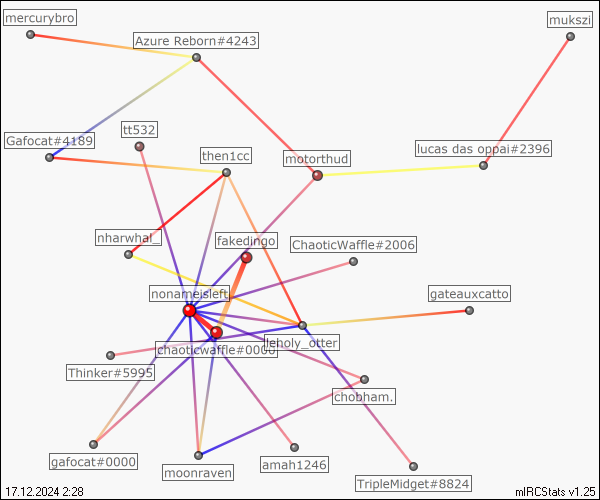 mercurybro
mukszi
Azure Reborn#4243
tt532
Gafocat#4189
lucas das oppai#2396
then1cc
motorthud
nharwhal_
fakedingo
ChaoticWaffle#2006
nonameisleft
gateauxcatto
leholy_otter
chaoticwaffle#0000
Thinker#5995
chobham.
gafocat#0000
amah1246
moonraven
TripleMidget#8824
17.12.2024 2:28
mIRCStats v1.25